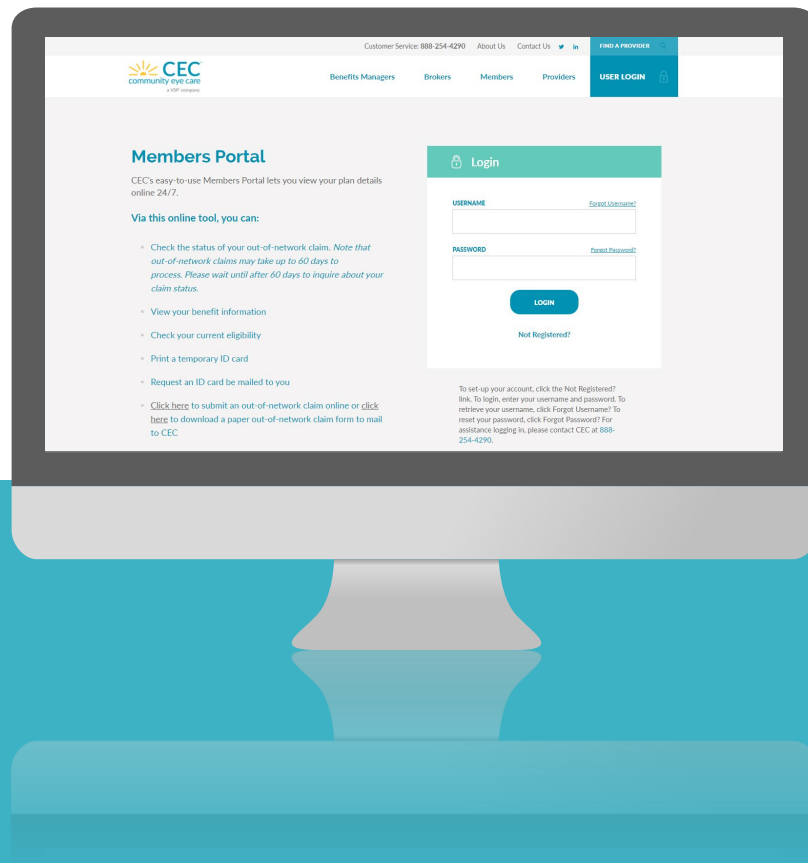 Customer Service: 888-254-4290 About Us Contact Us FIND A PROVIDER
CEC
community eye care
a VSP company
Benefits Managers Brokers Members Providers USER LOGIN
Members Portal
CEC's easy-to-use Members Portal lets you view your plan details
online 24/7.
Via this online tool, you can:
Check the status of your out-of-network claim. Note that
out-of-network claims may take up to 60 days to
process. Please wait until after 60 days to inquire about your
claim status.
View your benefit information
Check your current eligibility
Print a temporary ID card
Request an ID card be mailed to you
Click here to submit an out-of-network claim online or click
here to download a paper out-of-network claim form to mail
to CEC
Login
USERNAME Forgot Username?
PASSWORD Forgot Password?
LOGIN
Not Registered?
To set-up your account, click the Not Registered?
link. To login, enter your username and password. To
retrieve your username, click Forgot Username? To
reset your password, click Forgot Password? For
assistance logging in, please contact CEC at 888-
254-4290.